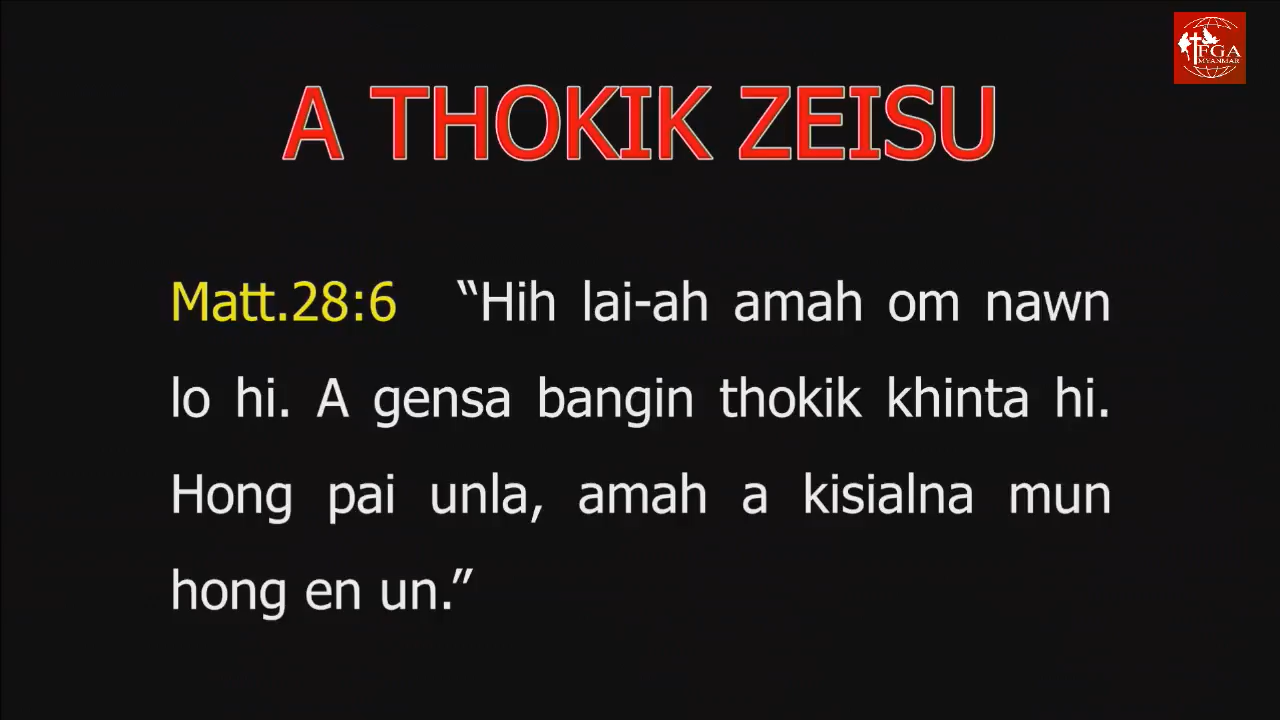 FGA
MYANMAR
A THOKIK ZEISU
Matt.28:6 “Hih lai-ah amah om nawn
lo hi. A gensa bangin thokik khinta hi.
Hong pai unla, amah a kisialna mun
hong en un.”